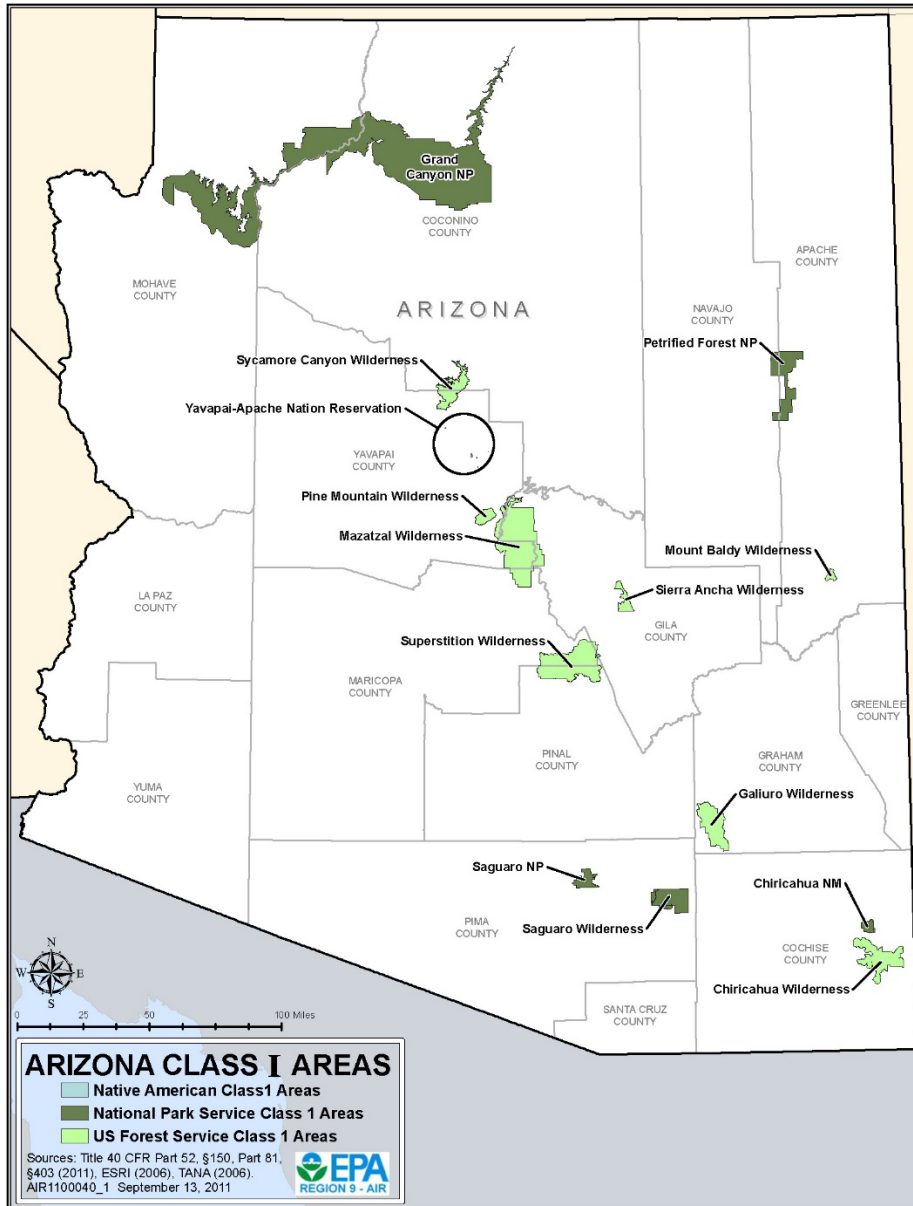 Grand
Canyon NP
COCONINO
COUNTY
APACHE
COUNTY
MOHAVE
COUNTY
NAVAJO
COUNTY
ARIZONA
Petrified Forest NP
Sycamore Canyon Wilderness
Yavapai-Apache Nation Reservation
YAVAPAI
COUNTY
Pine Mountain Wilderness
Mazatzal Wilderness
Mount Baldy Wilderness
Sierra Ancha Wilderness
LA PAZ
COUNTY
GILA
COUNTY
Superstition Wilderness
MARICOPA
COUNTY
GREENLEE
COUNTY
PINAL
COUNTY
GRAHAM
COUNTY
YUMA
COUNTY
Galiuro Wilderness
Saguaro NP
Chiricahua NM
PIMA
COUNTY
Saguaro Wilderness
COCHISE
COUNTY
Chiricahua Wilderness
SANTA CRUZ
COUNTY
N
W E
S
0 25 50 100 Miles
ARIZONA CLASS I AREAS
Native American Class1 Areas
National Park Service Class 1 Areas
US Forest Service Class 1 Areas
Sources: Title 40 CFR Part 52, §150, Part 81,
§403 (2011), ESRI (2006), TANA (2006).
AIR1100040_1 September 13, 2011
EPA
REGION 9 - AIR